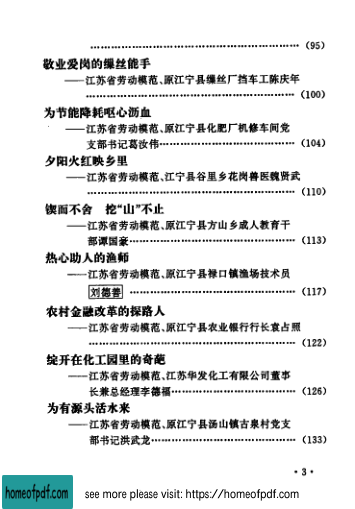 ……………………………………………………（95）
敬业爱岗的缫丝能手
——江苏省劳动模范、原江宁县缫丝厂挡车工陈庆年
……………………………………………………（100）
为节能降耗呕心沥血
——江苏省劳动模范、原江宁县化肥厂机修车间党
支部书记葛汝伟………………………………（104）
夕阳火红映乡里
——江苏省劳动模范、江宁县谷里乡花岗兽医魏贤武
……………………………………………………（110）
锲而不舍 挖“山”不止
——江苏省劳动模范、原江宁县方山乡成人教育干
部谭国豪………………………………………（113）
热心助人的渔师
——江苏省劳动模范、原江宁县禄口镇渔场技术员
刘德善…………………………………………（117）
农村金融改革的探路人
——江苏省劳动模范、原江宁县农业银行行长袁占照
……………………………………………………（122）
绽开在化工园里的奇葩
——江苏省劳动模范、江苏华发化工有限公司董事
长兼总经理李德福……………………………（126）
为有源头活水来
——江苏省劳动模范、原江宁县汤山镇古泉村党支
部书记洪武龙…………………………………（133）
·3·
homeofpdf.com see more please visit: https://homeofpdf.com